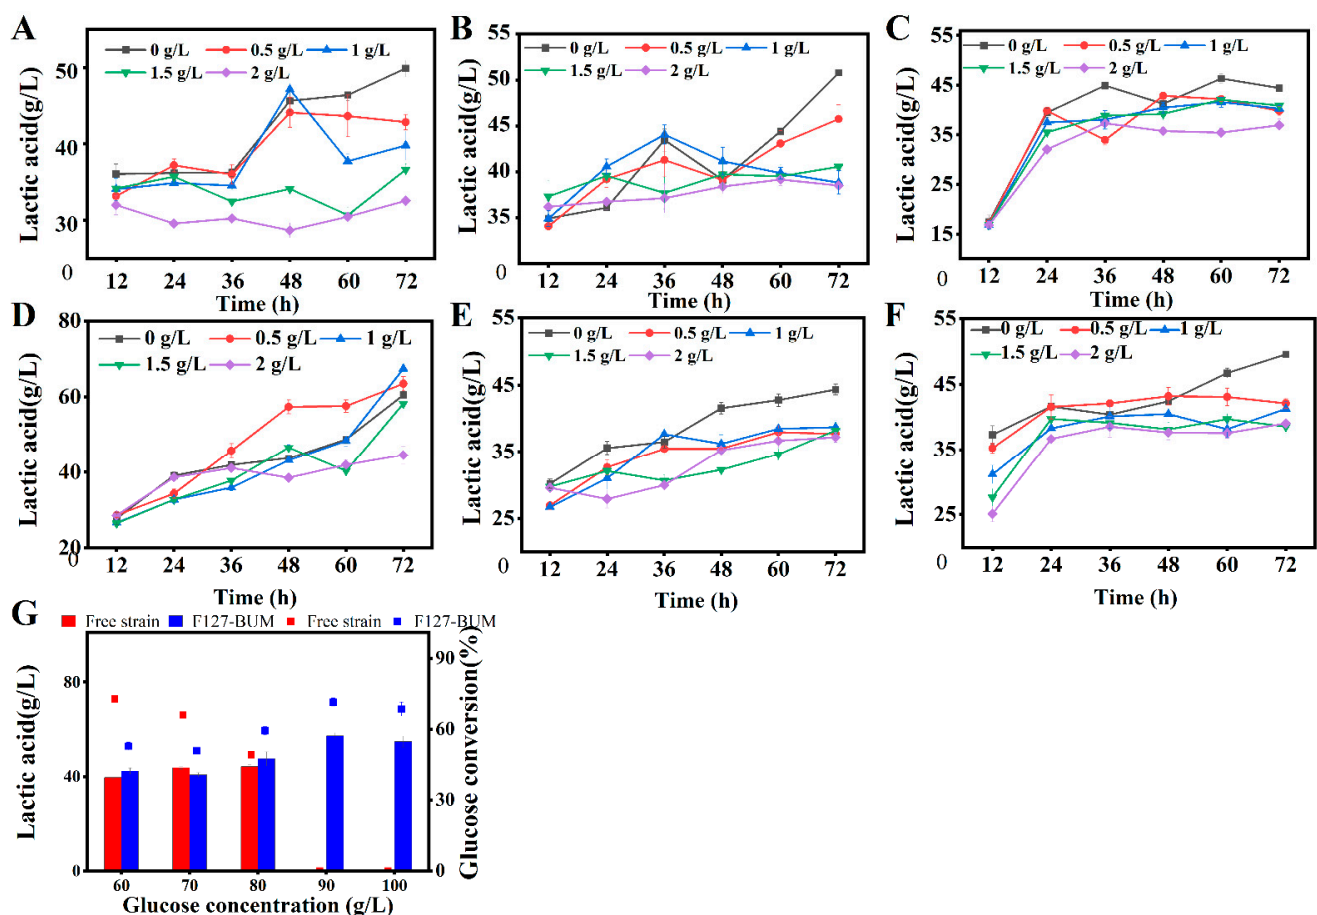 A
0 g/L 0.5 g/L 1 g/L
1.5 g/L 2 g/L
Lactic acid(g/L)
50
40
30
0
12 24 36 48 60 72
Time (h)
B
0 g/L 0.5 g/L 1 g/L
1.5 g/L 2 g/L
Lactic acid(g/L)
55
50
45
40
35
0
12 24 36 48 60 72
Time (h)
C
0 g/L 0.5 g/L 1 g/L
1.5 g/L 2 g/L
Lactic acid(g/L)
55
45
35
25
15
0
12 24 36 48 60 72
Time (h)
D
0 g/L 0.5 g/L 1 g/L
1.5 g/L 2 g/L
Lactic acid(g/L)
80
60
40
20
0
12 24 36 48 60 72
Time (h)
E
0 g/L 0.5 g/L 1 g/L
1.5 g/L 2 g/L
Lactic acid(g/L)
55
45
35
25
0
12 24 36 48 60 72
Time (h)
F
0 g/L 0.5 g/L 1 g/L
1.5 g/L 2 g/L
Lactic acid(g/L)
55
45
35
25
0
12 24 36 48 60 72
Time (h)
G
Free strain F127-BUM Free strain F127-BUM
Lactic acid(g/L)
80
40
0
Glucose conversion(%)
90
60
30
0
60 70 80 90 100
Glucose concentration (g/L)